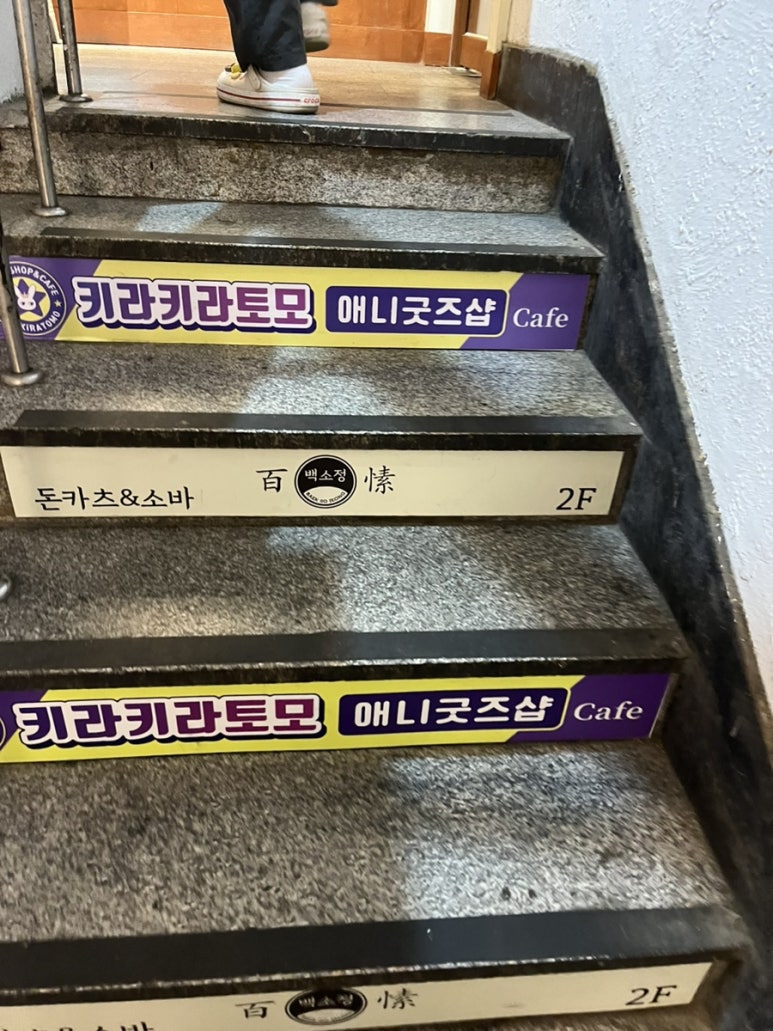 SHOP&CAFE
KIRATOMO
키라키라토모 애니굿즈샵 Cafe
돈카츠&소바 百 백소정 愫 2F
BAEK SO JEONG
키라키라토모 애니굿즈샵 Cafe
百 백소정 愫 2F